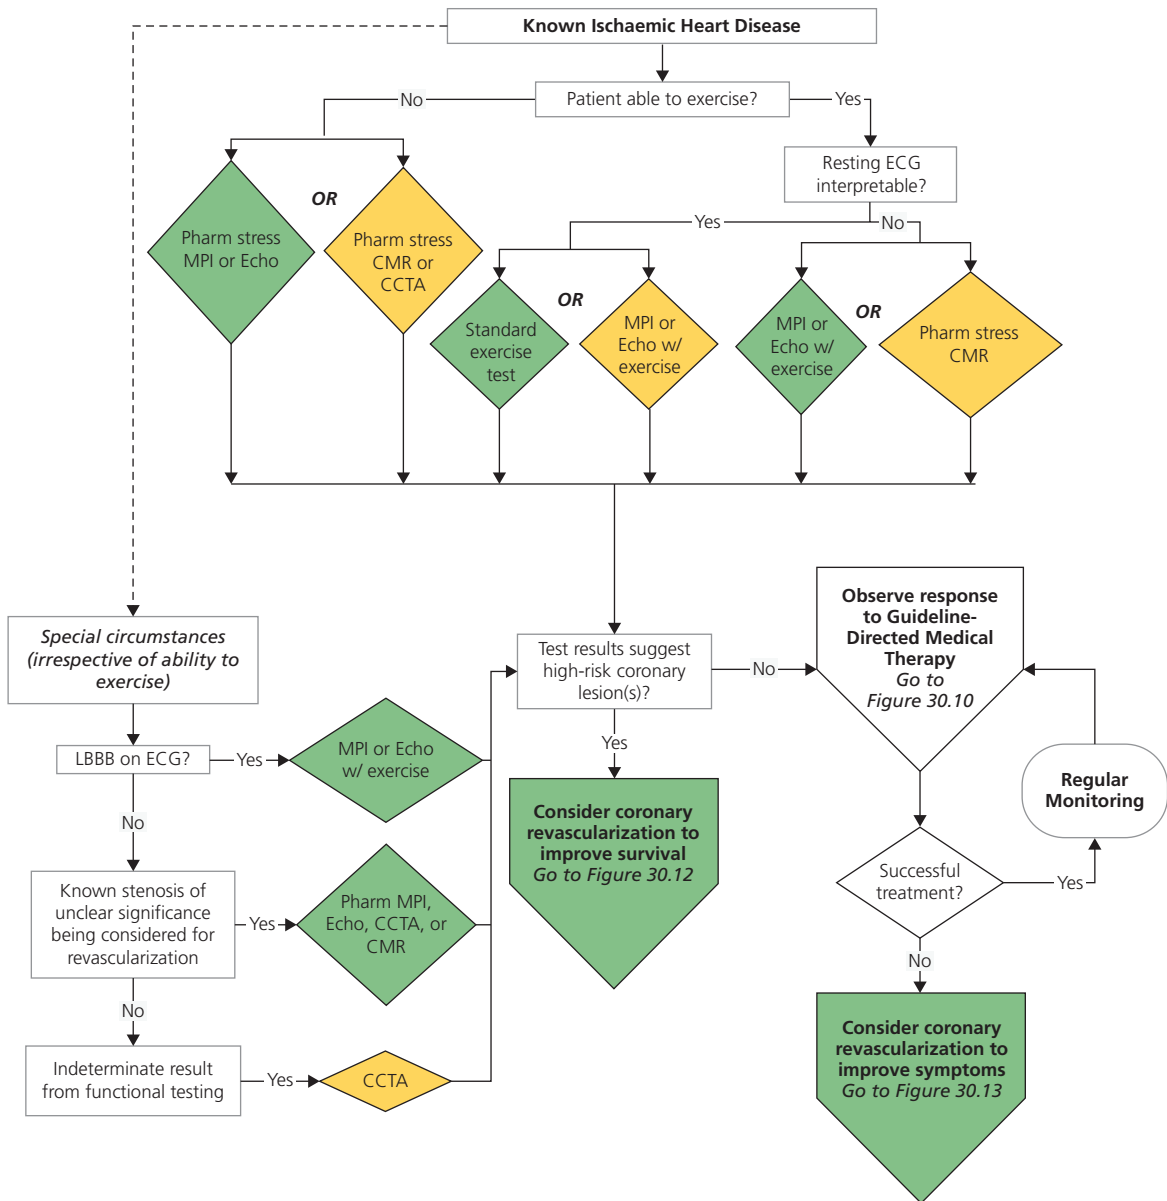 Known Ischaemic Heart Disease
Patient able to exercise?
No
Yes
Resting ECG
interpretable?
Yes
No
Pharm stress
MPI or Echo
OR
Pharm stress
CMR or
CCTA
Standard
exercise
test
OR
MPI or
Echo w/
exercise
MPI or
Echo w/
exercise
OR
Pharm stress
CMR
Special circumstances
(irrespective of ability to
exercise)
LBBB on ECG?
Yes
MPI or Echo
w/ exercise
No
Known stenosis of
unclear significance
being considered for
revascularization
Yes
Pharm MPI,
Echo, CCTA, or
CMR
No
Indeterminate result
from functional testing
Yes
CCTA
Test results suggest
high-risk coronary
lesion(s)?
No
Yes
Consider coronary
revascularization to
improve survival
Go to Figure 30.12
Observe response
to Guideline-
Directed Medical
Therapy
Go to
Figure 30.10
Successful
treatment?
Yes
Regular
Monitoring
No
Consider coronary
revascularization to
improve symptoms
Go to Figure 30.13